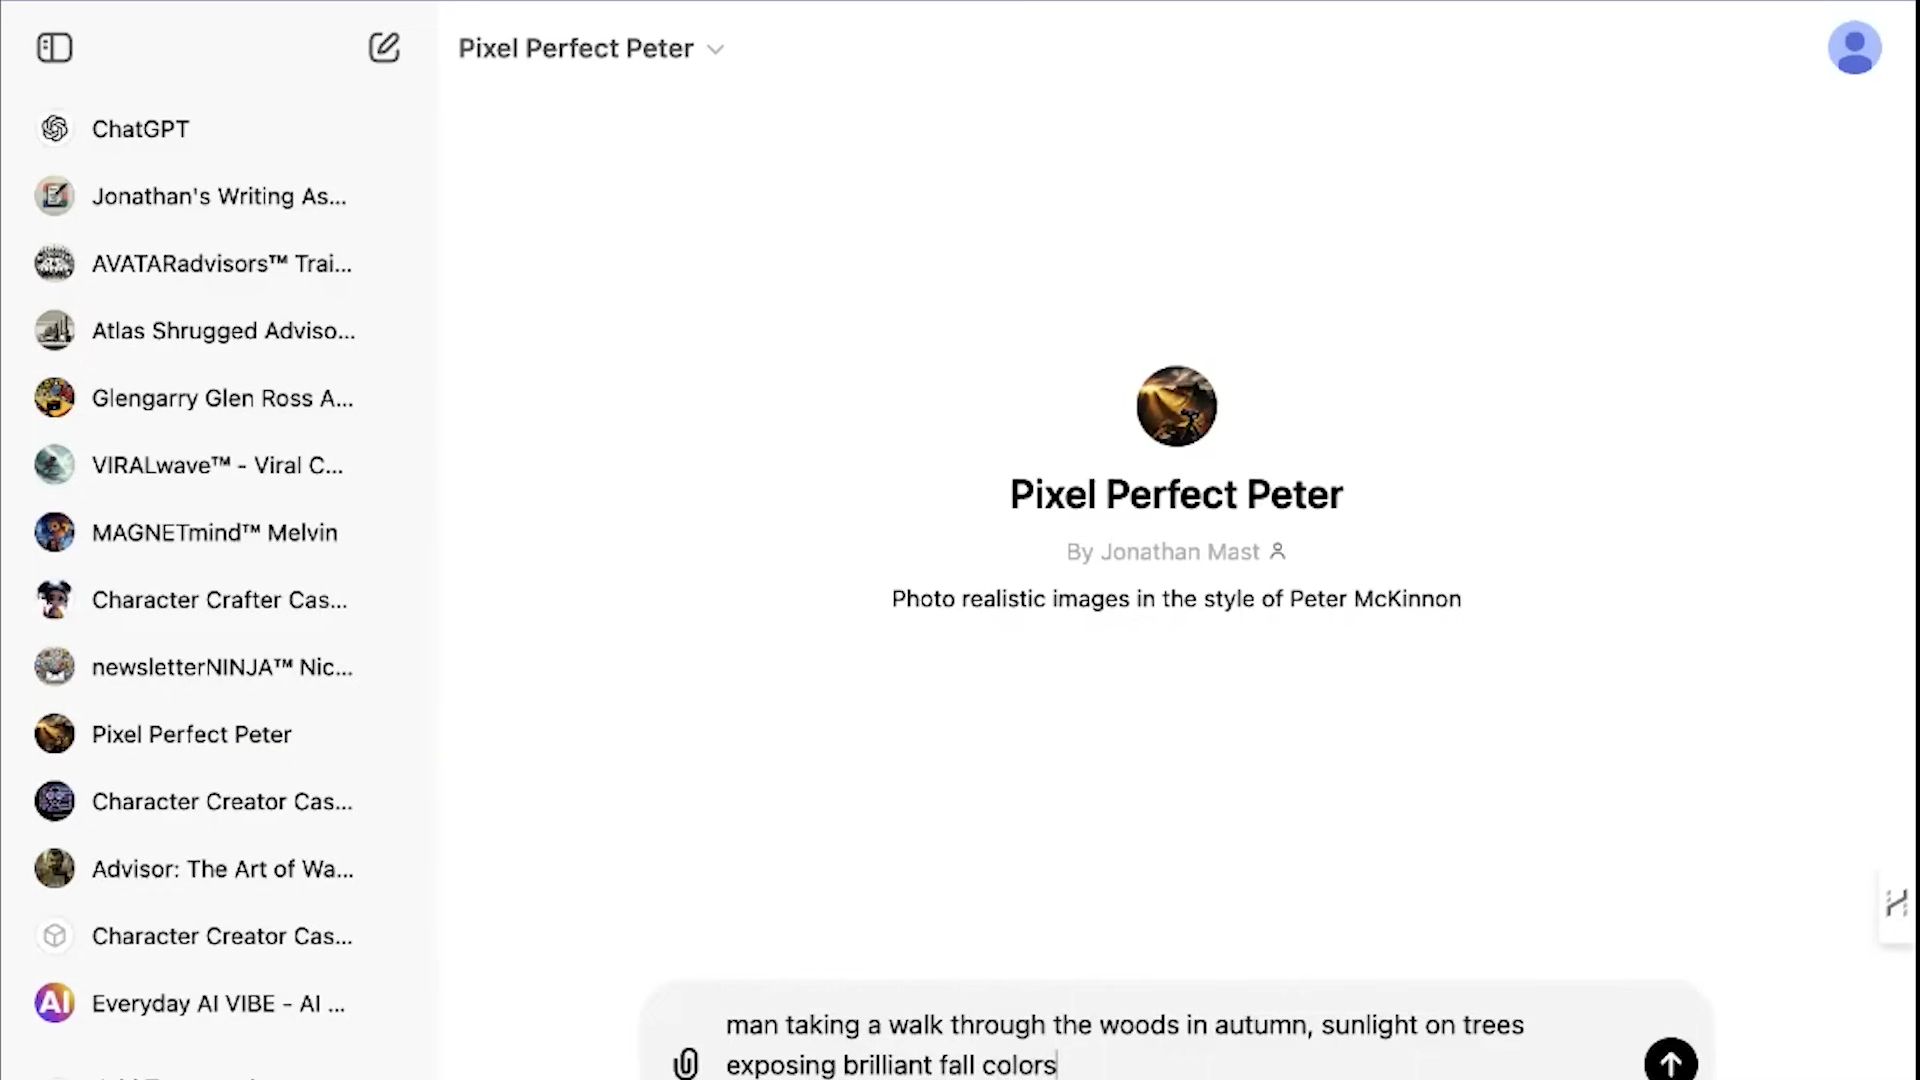 Pixel Perfect Peter
ChatGPT
Jonathan's Writing As...
AVATARadvisors™ Trai...
Atlas Shrugged Adviso...
Glengarry Glen Ross A...
VIRALwave™ - Viral C...
MAGNETmind™ Melvin
Character Crafter Cas...
newsletterNINJA™ Nic...
Pixel Perfect Peter
Character Creator Cas...
Advisor: The Art of Wa...
Character Creator Cas...
AI
Everyday AI VIBE - AI ...
Pixel Perfect Peter
By Jonathan Mast
Photo realistic images in the style of Peter McKinnon
man taking a walk through the woods in autumn, sunlight on trees
exposing brilliant fall colors